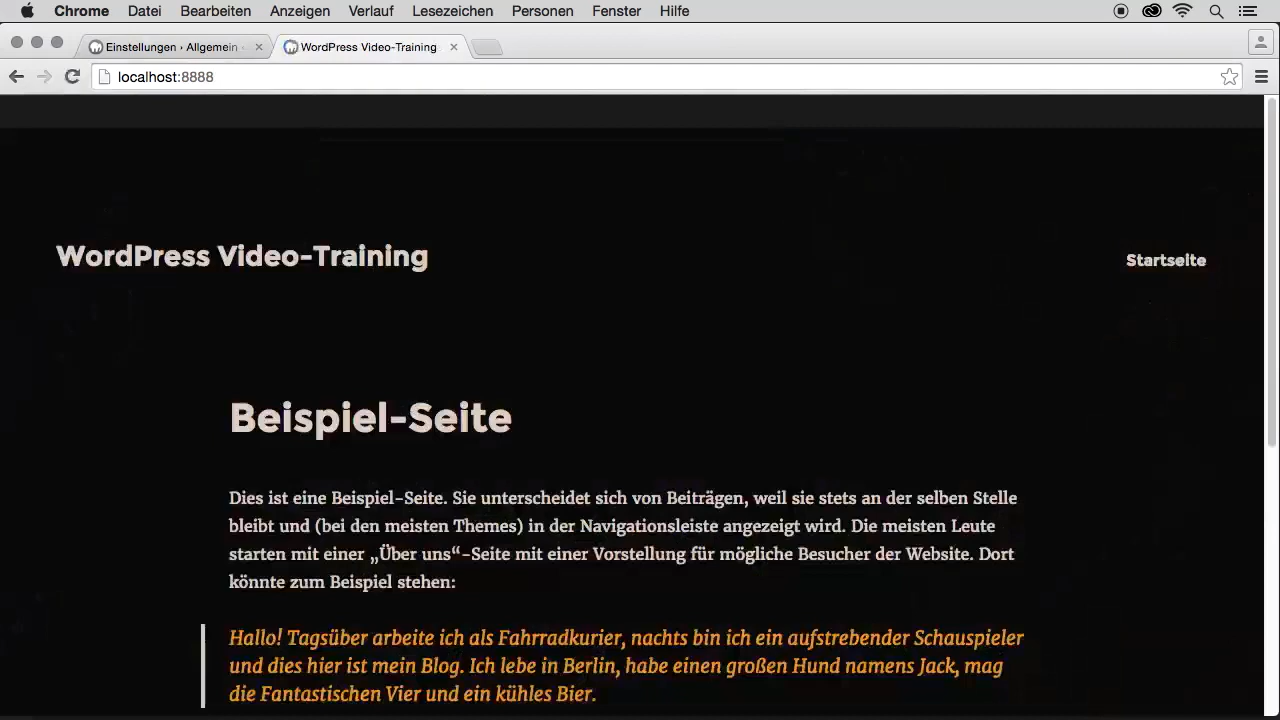 Chrome Datei Bearbeiten Anzeigen Verlauf Lesezeichen Personen Fenster Hilfe
Einstellungen › Allgemein WordPress Video-Training
localhost:8888
WordPress Video-Training
Startseite
Beispiel-Seite
Dies ist eine Beispiel-Seite. Sie unterscheidet sich von Beiträgen, weil sie stets an der selben Stelle
bleibt und (bei den meisten Themes) in der Navigationsleiste angezeigt wird. Die meisten Leute
starten mit einer „Über uns“-Seite mit einer Vorstellung für mögliche Besucher der Website. Dort
könnte zum Beispiel stehen:
Hallo! Tagsüber arbeite ich als Fahrradkurier, nachts bin ich ein aufstrebender Schauspieler
und dies hier ist mein Blog. Ich lebe in Berlin, habe einen großen Hund namens Jack, mag
die Fantastischen Vier und ein kühles Bier.